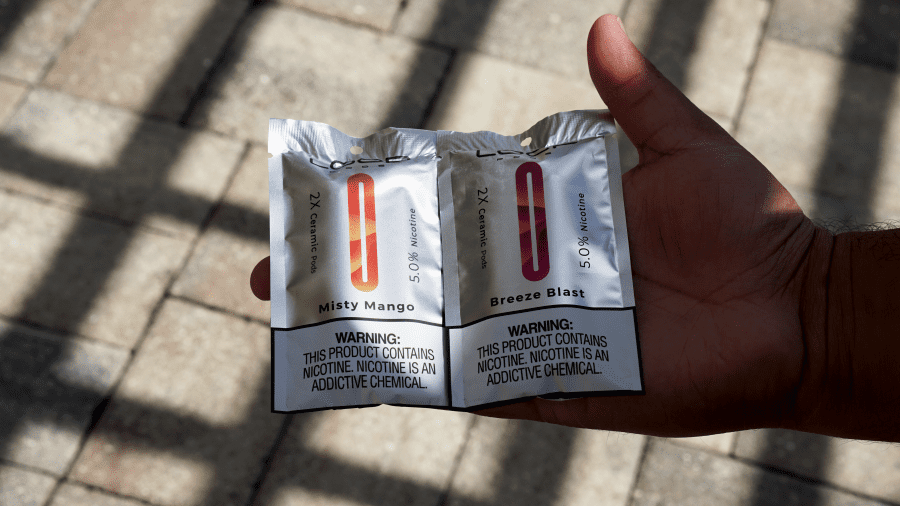 2X Ceramic Pods
5.0% Nicotine
Misty Mango
WARNING:
THIS PRODUCT CONTAINS
NICOTINE. NICOTINE IS AN
ADDICTIVE CHEMICAL.
2X Ceramic Pods
5.0% Nicotine
Breeze Blast
WARNING:
THIS PRODUCT CONTAINS
NICOTINE. NICOTINE IS AN
ADDICTIVE CHEMICAL.